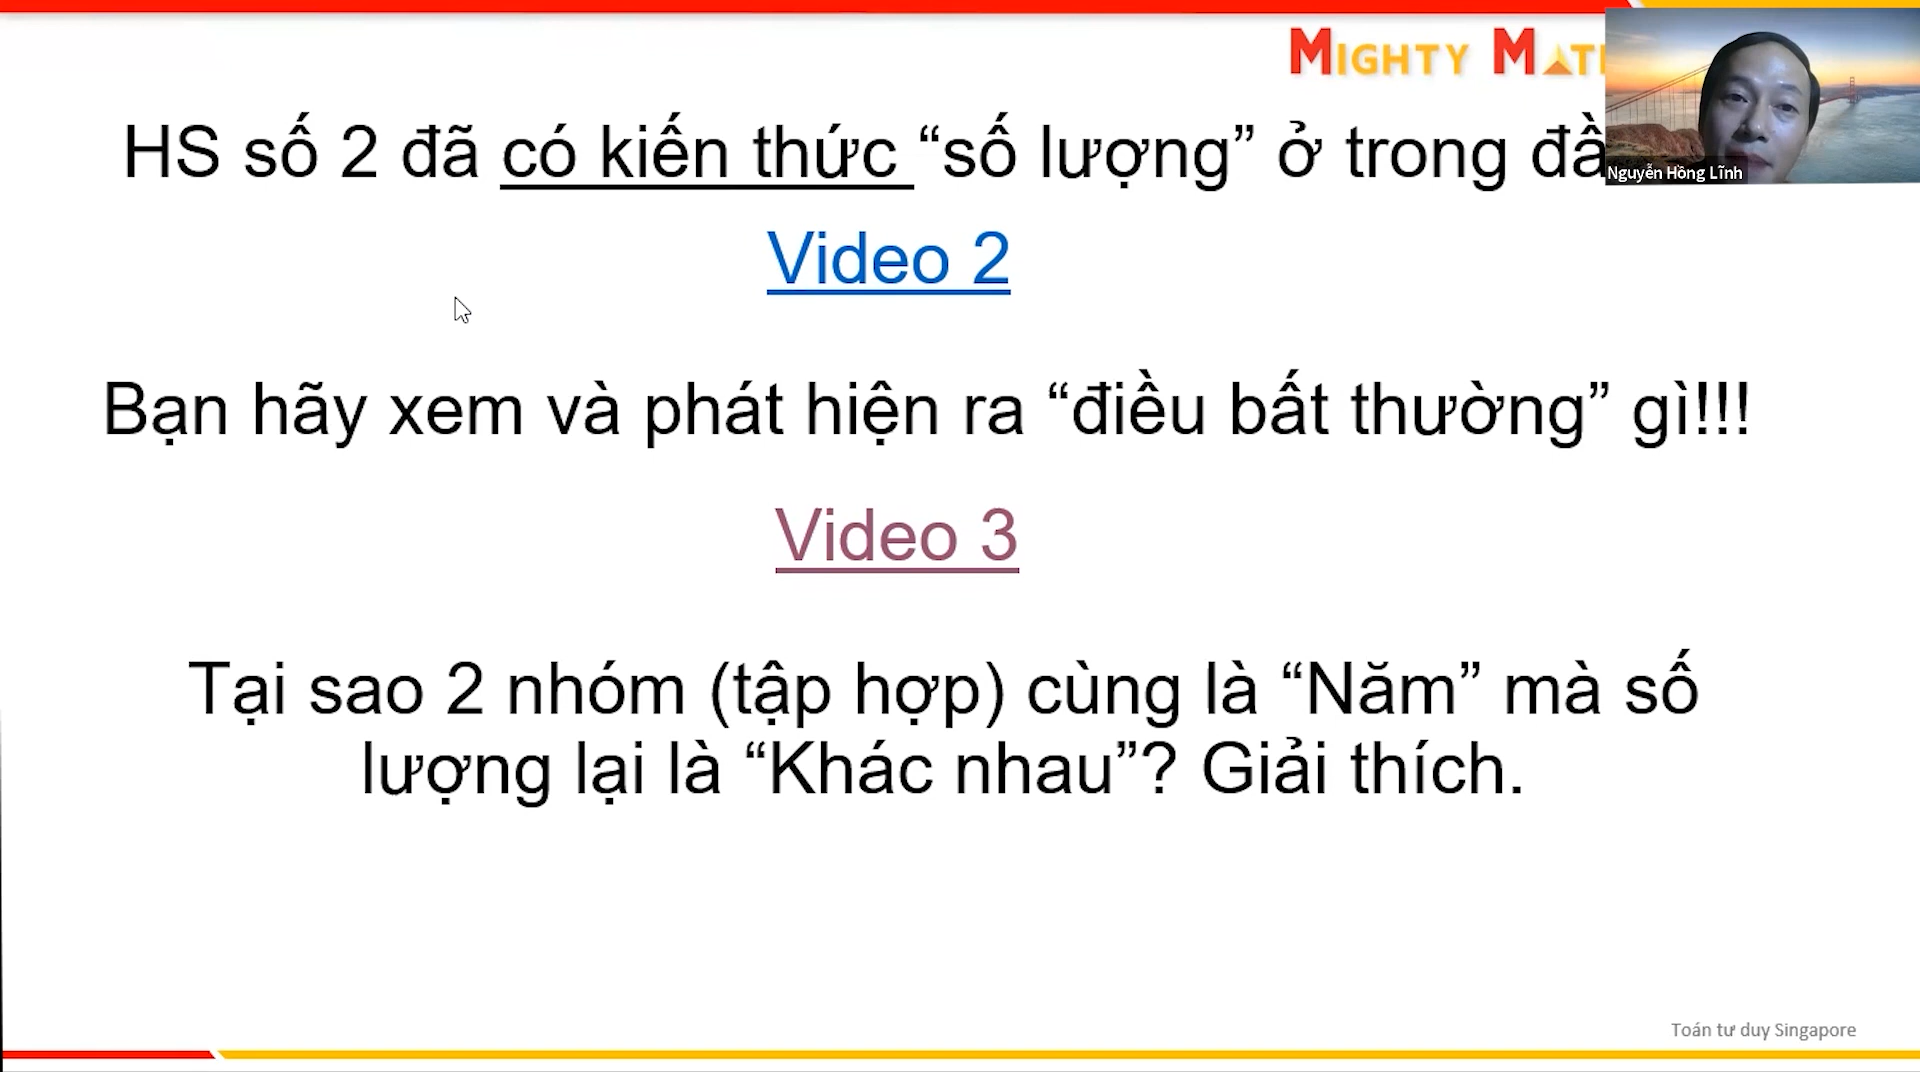 MIGHTY MAT
HS số 2 đã có kiến thức “số lượng” ở trong
Nguyễn Hồng Lĩnh
Video 2
Bạn hãy xem và phát hiện ra “điều bất thường” gì!!!
Video 3
Tại sao 2 nhóm (tập hợp) cùng là “Năm” mà số
lượng lại là “Khác nhau”? Giải thích.
Toán tư duy Singapore